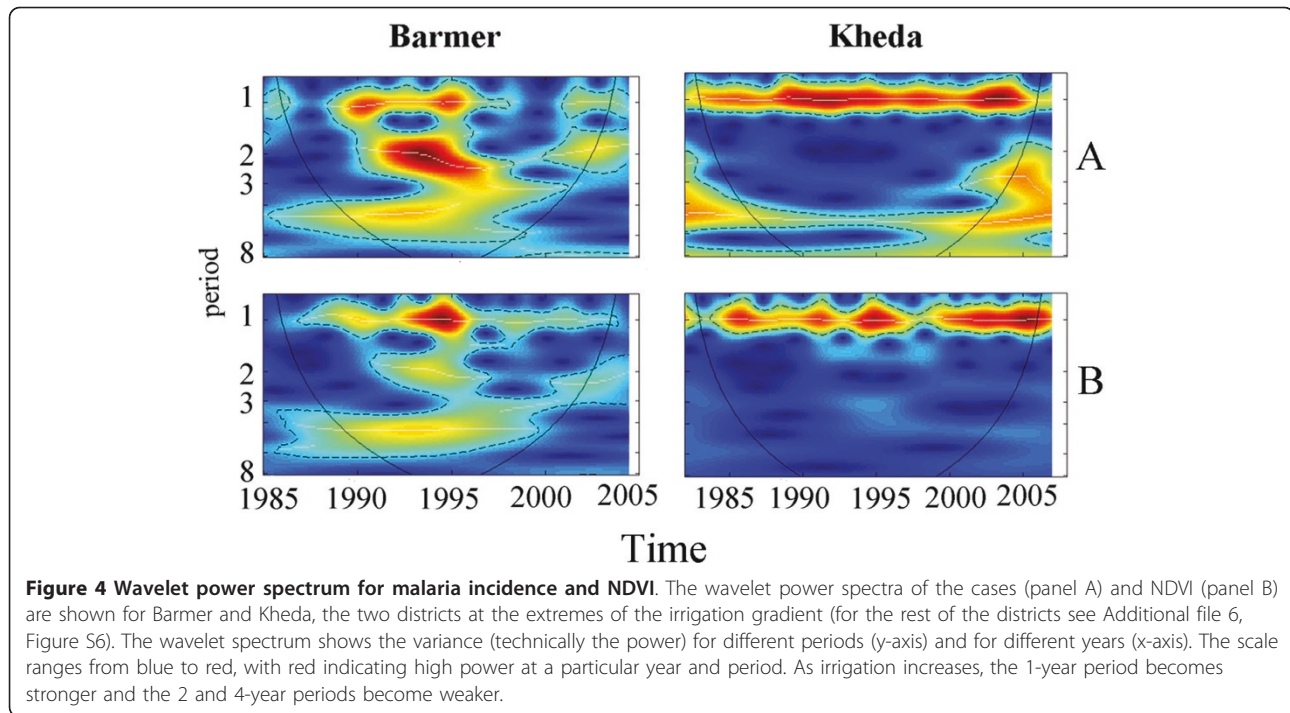 Barmer
Kheda
1
2
3
8
1
2
3
8
period
A
B
1985 1990 1995 2000 2005
1985 1990 1995 2000 2005
Time
Figure 4 Wavelet power spectrum for malaria incidence and NDVI. The wavelet power spectra of the cases (panel A) and NDVI (panel B)
are shown for Barmer and Kheda, the two districts at the extremes of the irrigation gradient (for the rest of the districts see Additional file 6,
Figure S6). The wavelet spectrum shows the variance (technically the power) for different periods (y-axis) and for different years (x-axis). The scale
ranges from blue to red, with red indicating high power at a particular year and period. As irrigation increases, the 1-year period becomes
stronger and the 2 and 4-year periods become weaker.